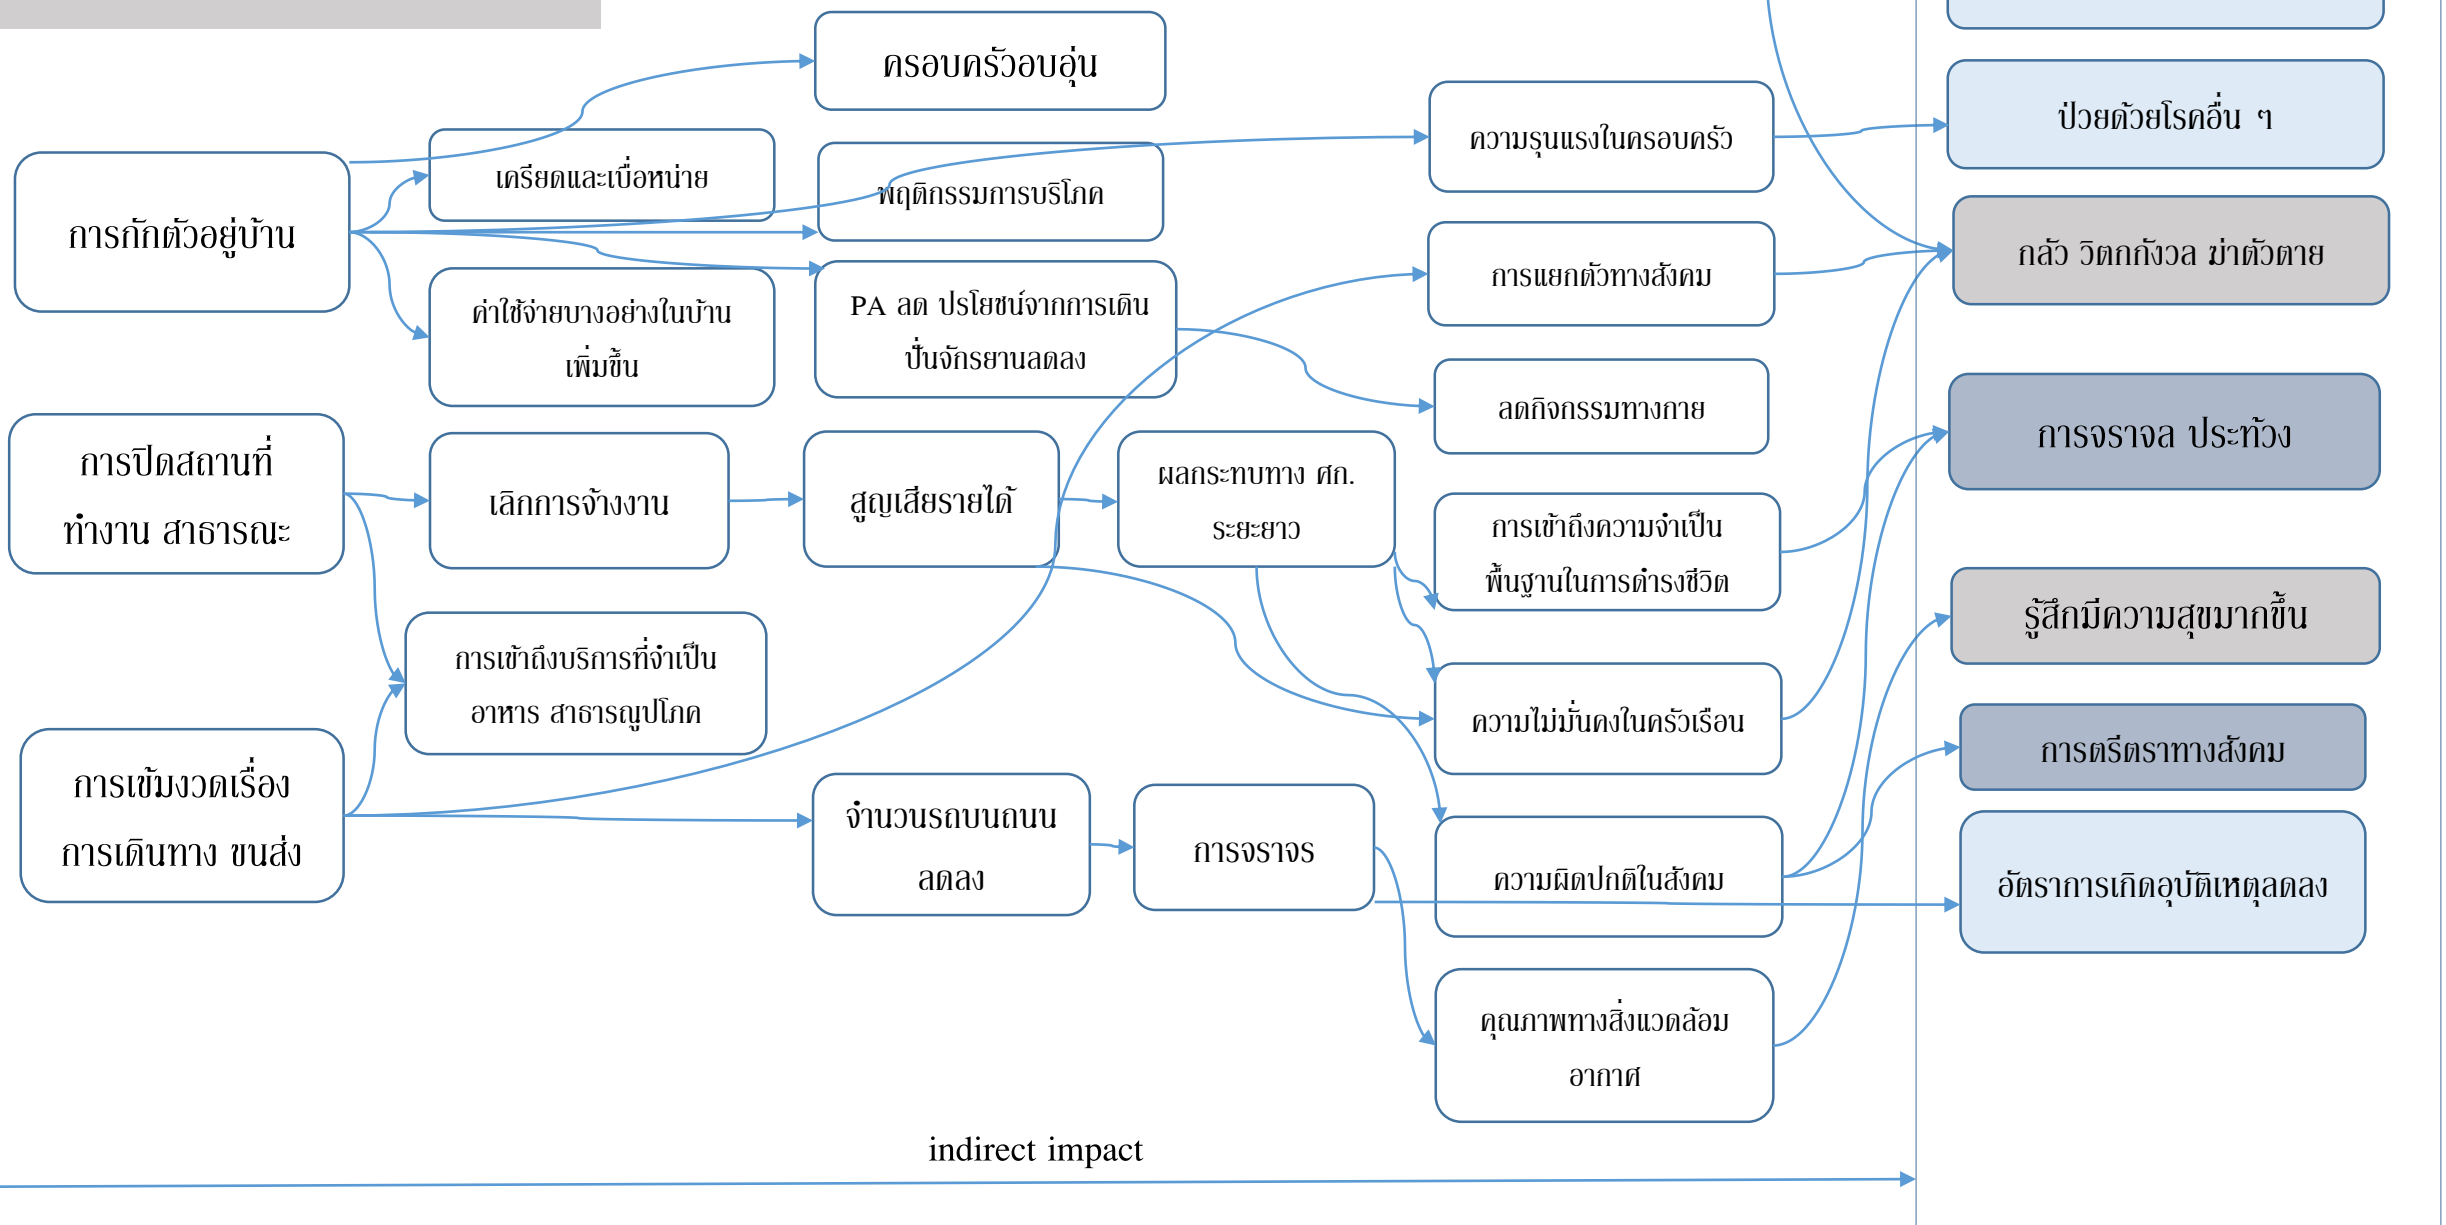 ครอบครัวอบอุ่น
ป่วยด้วยโรคอื่น ๆ
ความรุนแรงในครอบครัว
เครียดและเบื่อหน่าย
พฤติกรรมการบริโภค
การกักตัวอยู่บ้าน
กลัว วิตกกังวล ฆ่าตัวตาย
การแยกตัวทางสังคม
ค่าใช้จ่ายบางอย่างในบ้าน
เพิ่มขึ้น
PA ลด ปรโยชน์จากการเดิน
ปั่นจักรยานลดลง
ลดกิจกรรมทางกาย
การจราจล ประท้วง
การปิดสถานที่
ทำงาน สาธารณะ
เลิกการจ้างงาน
สูญเสียรายได้
ผลกระทบทาง ศก.
ระยะยาว
การเข้าถึงความจำเป็น
พื้นฐานในการดำรงชีวิต
รู้สึกมีความสุขมากขึ้น
การเข้าถึงบริการที่จำเป็น
อาหาร สาธารณูปโภค
ความไม่มั่นคงในครัวเรือน
การตรีตราทางสังคม
การเข้มงวดเรื่อง
การเดินทาง ขนส่ง
จำนวนรถบนถนน
ลดลง
การจราจร
ความผิดปกติในสังคม
อัตราการเกิดอุบัติเหตุลดลง
คุณภาพทางสิ่งแวดล้อม
อากาศ
indirect impact